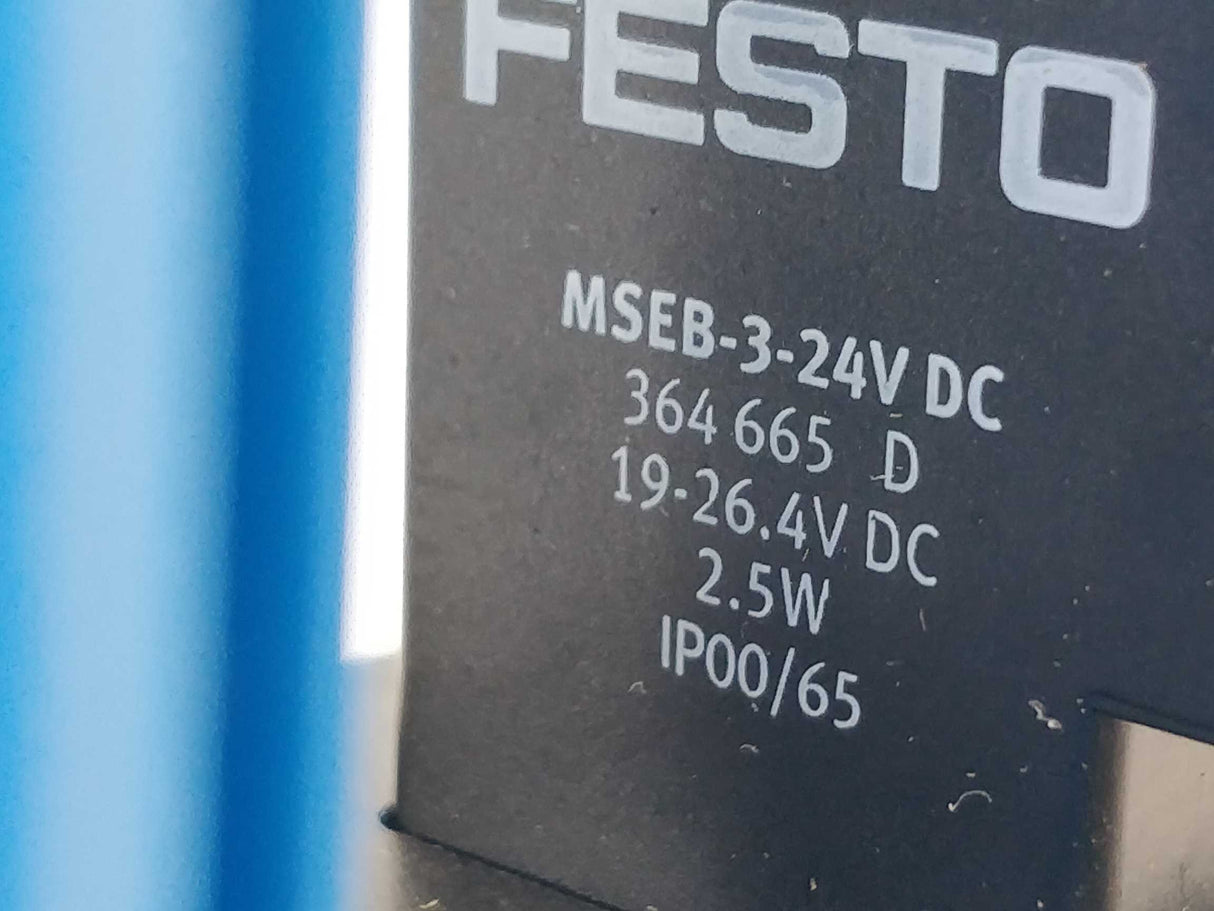 FESTO
MSEB-3-24V DC
364 665 D
19-26.4V DC
2.5W
IP00/65